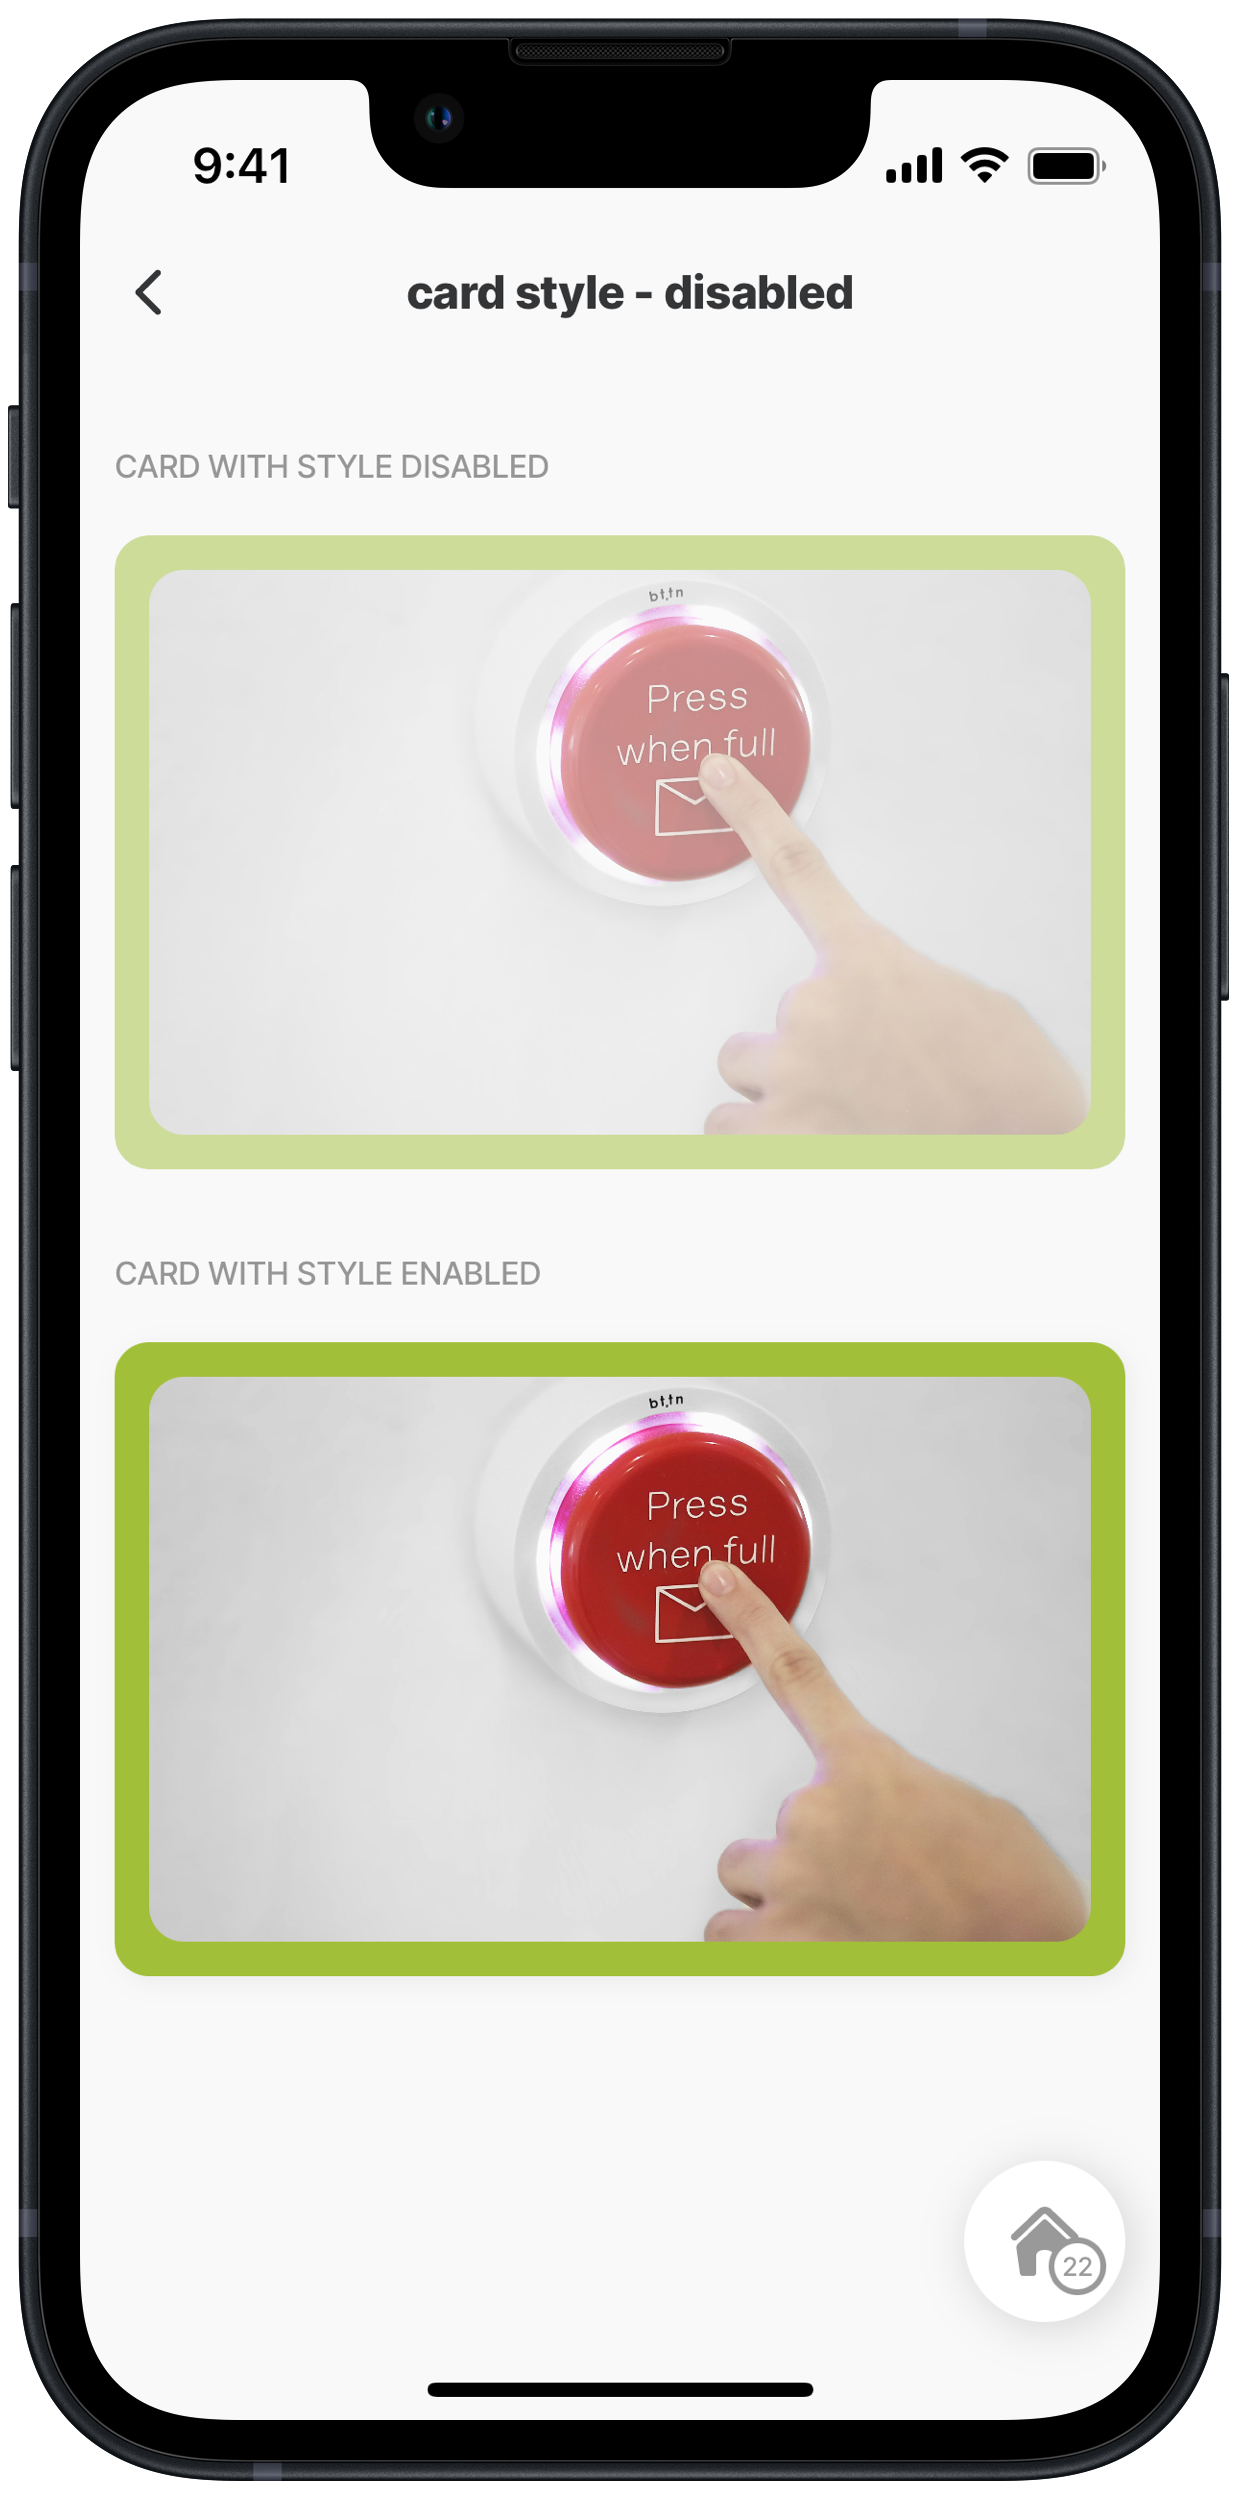 9:41
card style - disabled
CARD WITH STYLE DISABLED
bt.tn
Press
when full
CARD WITH STYLE ENABLED
bt.tn
Press
when full
22